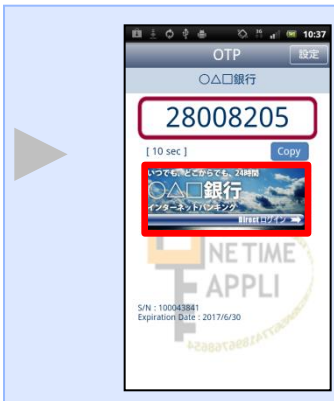 10:37
OTP
設定
○△□銀行
28008205
[ 10 sec ]
Copy
いつでも、どこからでも、24時間
○△□銀行
インターネットバンキング
Directログイン
ONE TIME
APPLI
S/N : 100043841
Expiration Date : 2017/6/30